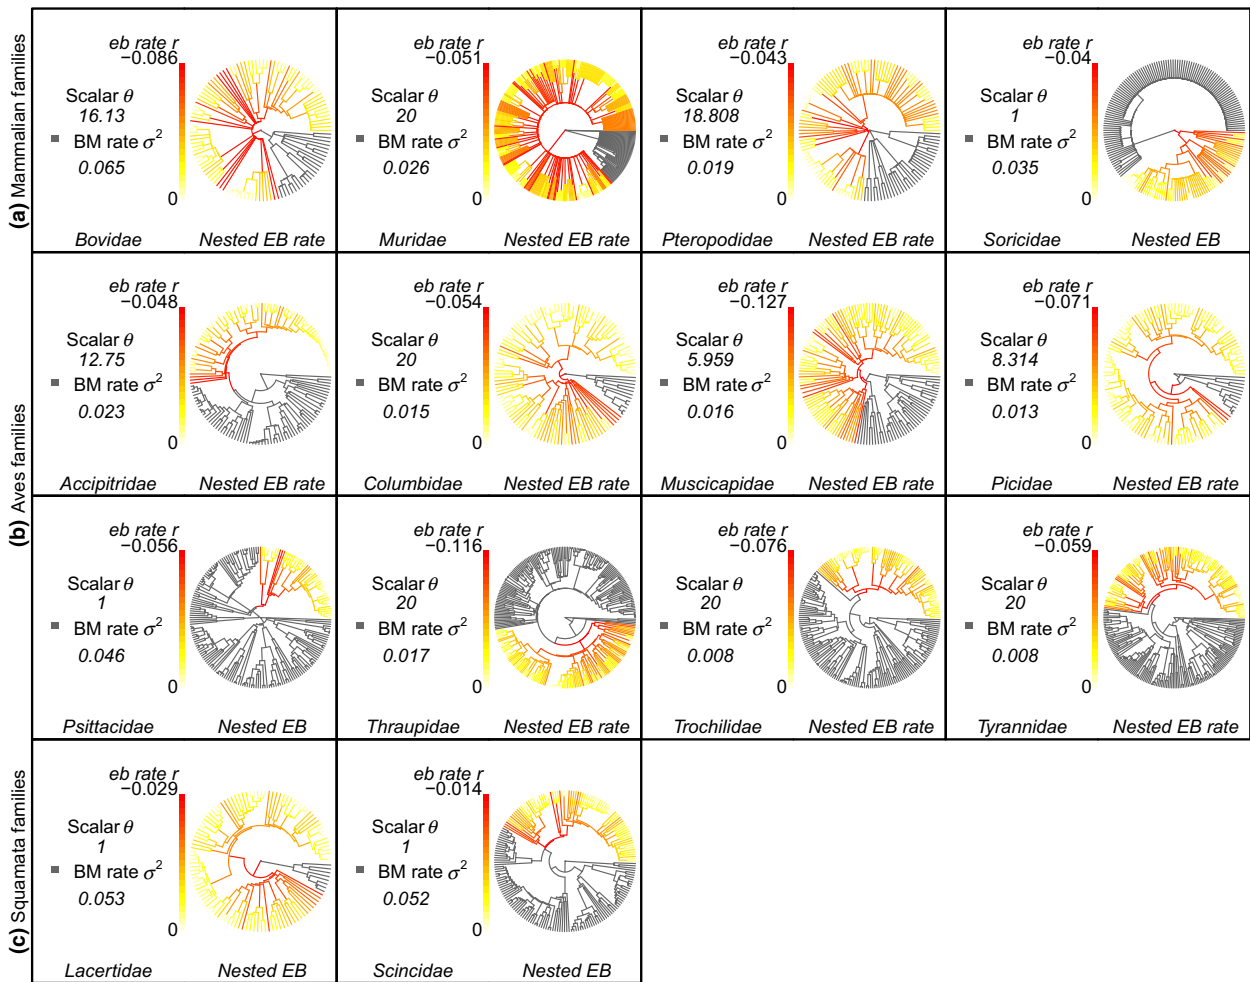 (a) Mammalian families
eb rate r
−0.086
Scalar θ
16.13
BM rate σ²
0.065
0
Bovidae
Nested EB rate
eb rate r
−0.051
Scalar θ
20
BM rate σ²
0.026
0
Muridae
Nested EB rate
eb rate r
−0.043
Scalar θ
18.808
BM rate σ²
0.019
0
Pteropodidae
Nested EB rate
eb rate r
−0.04
Scalar θ
1
BM rate σ²
0.035
0
Soricidae
Nested EB
(b) Aves families
eb rate r
−0.048
Scalar θ
12.75
BM rate σ²
0.023
0
Accipitridae
Nested EB rate
eb rate r
−0.054
Scalar θ
20
BM rate σ²
0.015
0
Columbidae
Nested EB rate
eb rate r
−0.127
Scalar θ
5.959
BM rate σ²
0.016
0
Muscicapidae
Nested EB rate
eb rate r
−0.071
Scalar θ
8.314
BM rate σ²
0.013
0
Picidae
Nested EB rate
eb rate r
−0.056
Scalar θ
1
BM rate σ²
0.046
0
Psittacidae
Nested EB
eb rate r
−0.116
Scalar θ
20
BM rate σ²
0.017
0
Thraupidae
Nested EB rate
eb rate r
−0.076
Scalar θ
20
BM rate σ²
0.008
0
Trochilidae
Nested EB rate
eb rate r
−0.059
Scalar θ
20
BM rate σ²
0.008
0
Tyrannidae
Nested EB rate
(c) Squamata families
eb rate r
−0.029
Scalar θ
1
BM rate σ²
0.053
0
Lacertidae
Nested EB
eb rate r
−0.014
Scalar θ
1
BM rate σ²
0.052
0
Scincidae
Nested EB